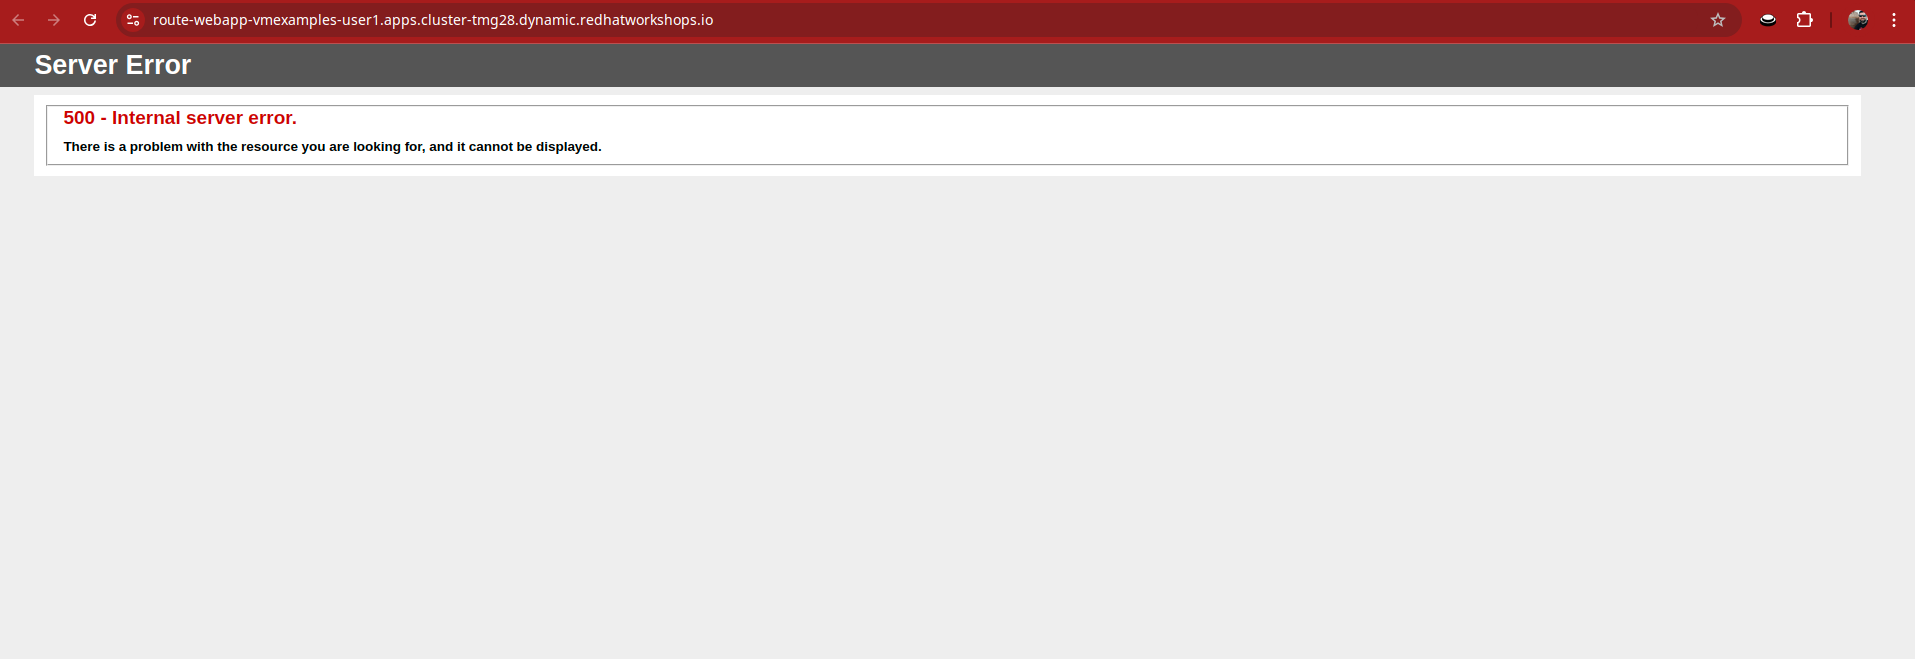 route-webapp-vmexamples-user1.apps.cluster-tmg28.dynamic.redhatworkshops.io
Server Error
500 - Internal server error.
There is a problem with the resource you are looking for, and it cannot be displayed.